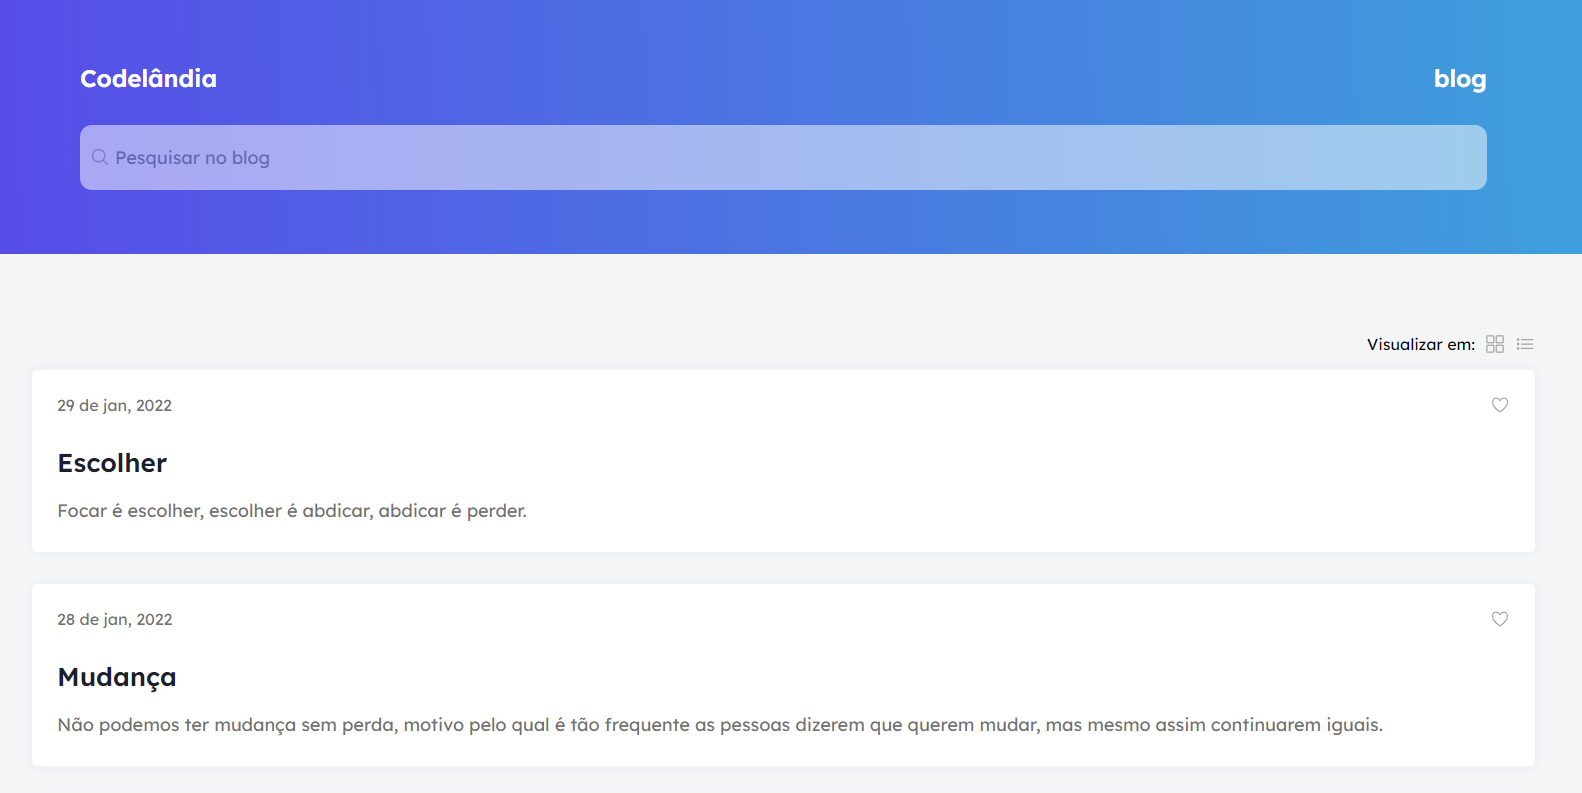 Codelândia
blog
Pesquisar no blog
Visualizar em:
29 de jan, 2022
Escolher
Focar é escolher, escolher é abdicar, abdicar é perder.
28 de jan, 2022
Mudança
Não podemos ter mudança sem perda, motivo pelo qual é tão frequente as pessoas dizerem que querem mudar, mas mesmo assim continuarem iguais.